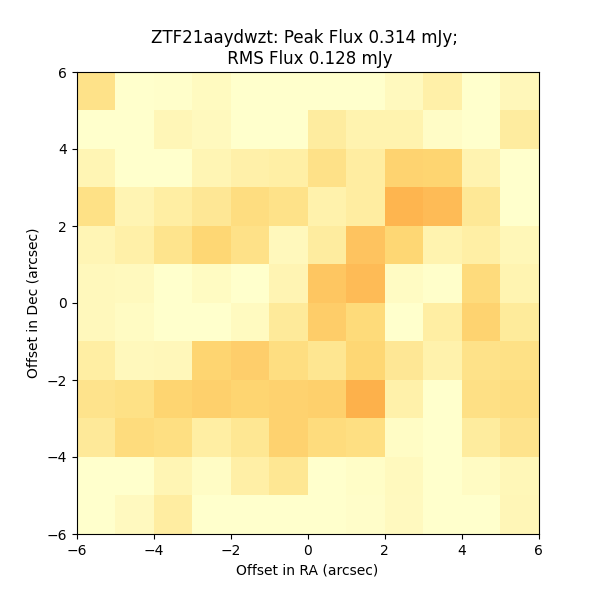 ZTF21aaydwzt: Peak Flux 0.314 mJy;
RMS Flux 0.128 mJy
6
4
2
0
−2
−4
−6
Offset in Dec (arcsec)
−6 −4 −2 0 2 4 6
Offset in RA (arcsec)